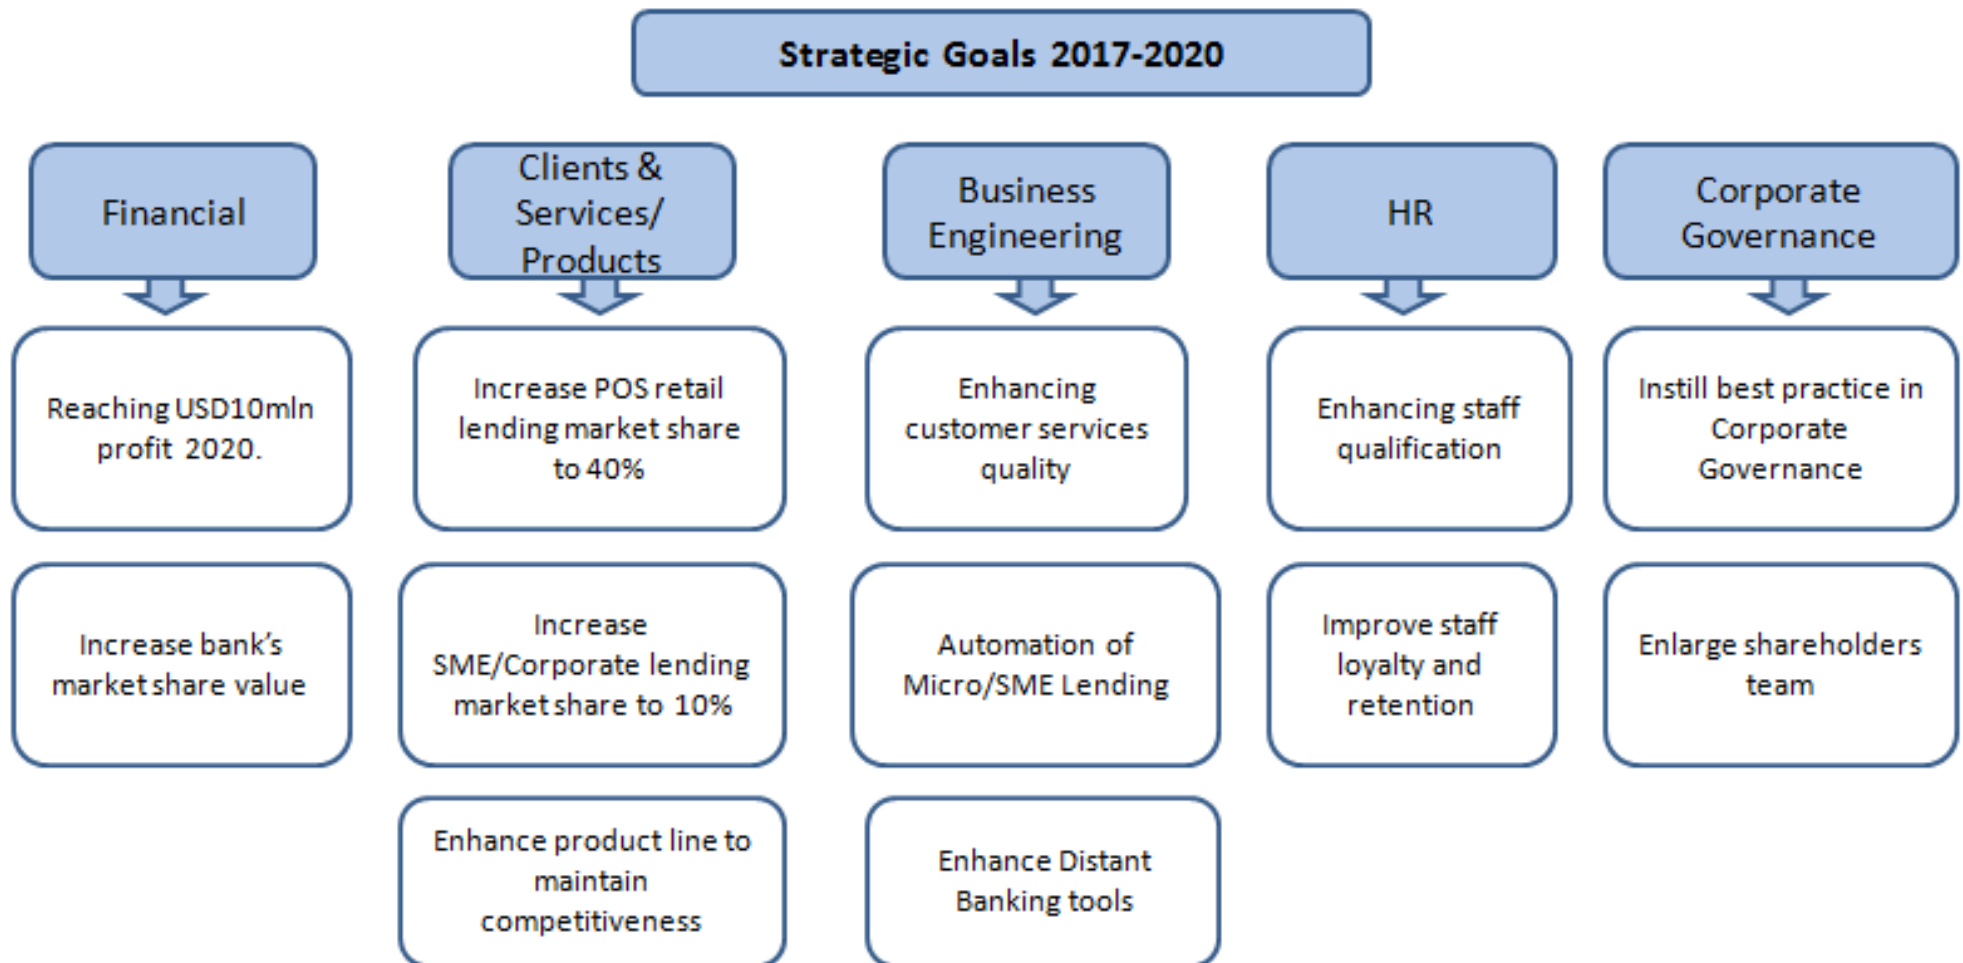 Strategic Goals 2017-2020
Financial
Clients &
Services/
Products
Business
Engineering
HR
Corporate
Governance
Reaching USD10mln
profit 2020.
Increase POS retail
lending market share
to 40%
Enhancing
customer services
quality
Enhancing staff
qualification
Instill best practice in
Corporate
Governance
Increase bank's
market share value
Increase
SME/Corporate lending
market share to 10%
Automation of
Micro/SME Lending
Improve staff
loyalty and
retention
Enlarge shareholders
team
Enhance product line to
maintain
competitiveness
Enhance Distant
Banking tools